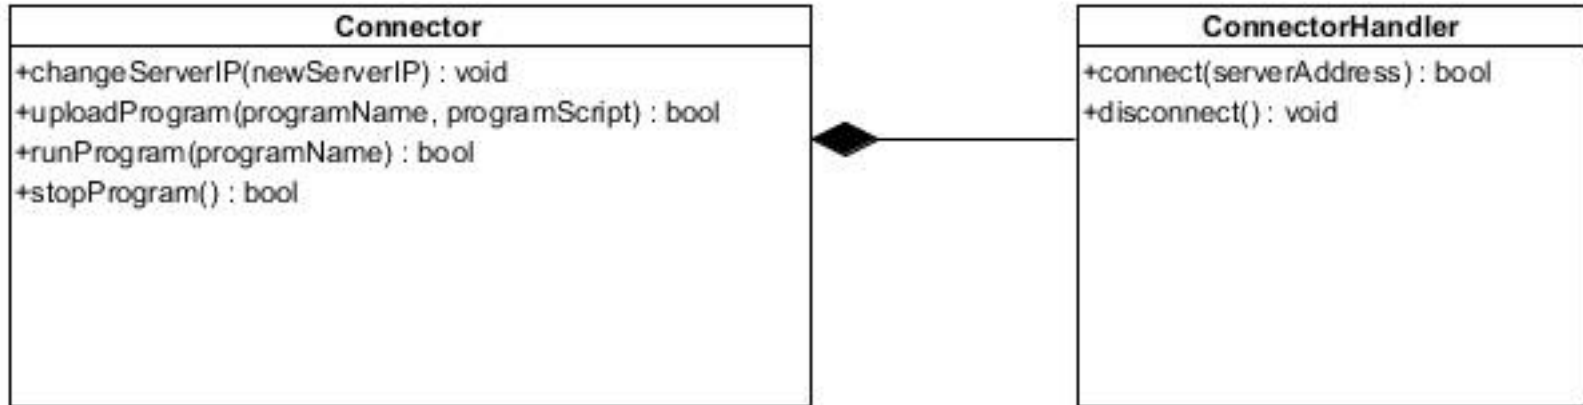 Connector
+changeServerIP(newServerIP) : void
+uploadProgram(programName, programScript) : bool
+runProgram(programName) : bool
+stopProgram() : bool
ConnectorHandler
+connect(serverAddress) : bool
+disconnect() : void